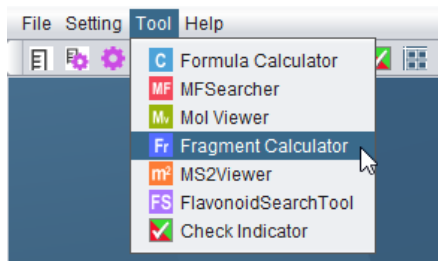 File Setting Tool Help
C Formula Calculator
MF MFSearcher
Mv Mol Viewer
Fr Fragment Calculator
m² MS2Viewer
FS FlavonoidSearchTool
Check Indicator